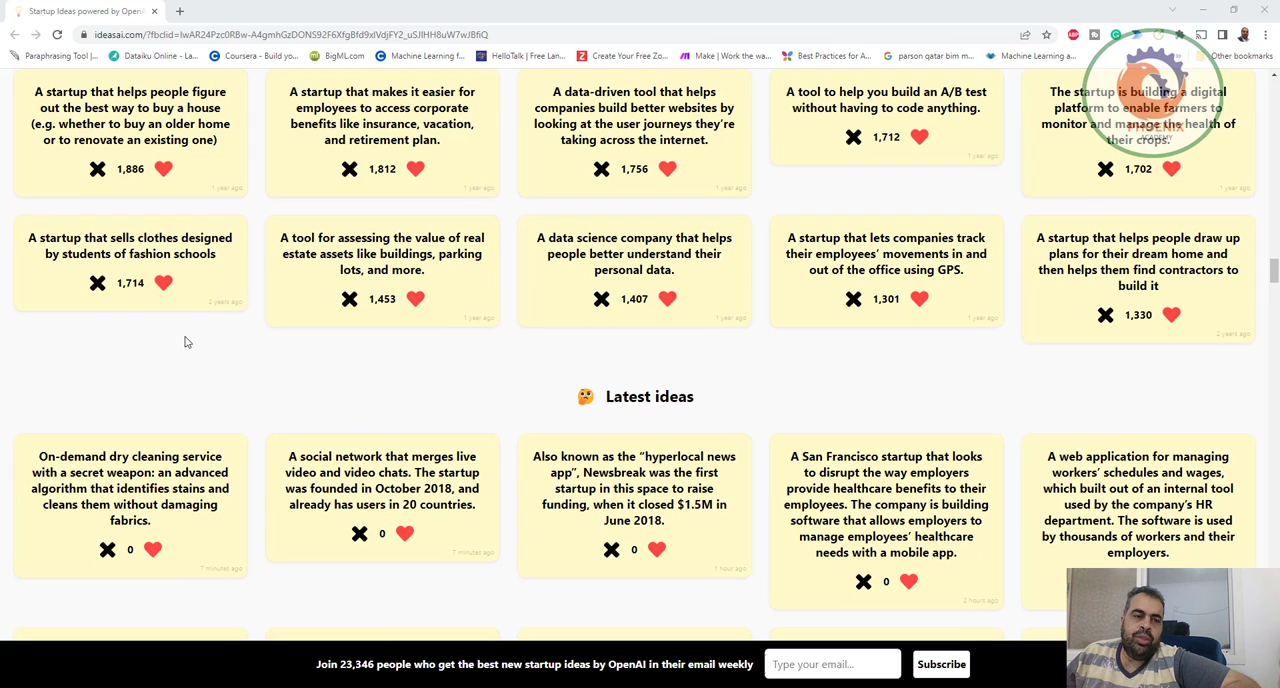 Startup Ideas powered by OpenA
ideasai.com/?fbclid=IwAR24Pzc0RBw-A4gmhGzDONS92F6XfgBfd9xlVdjFY2_uSJIHH8uW7wJBfiQ
Paraphrasing Tool |...
Dataiku Online - La...
Coursera - Build yo...
BigML.com
Machine Learning f...
HelloTalk | Free Lan...
Create Your Free Zo...
Make | Work the wa...
Best Practices for A...
parson qatar bim m...
Machine Learning a...
Other bookmarks
A startup that helps people figure
out the best way to buy a house
(e.g. whether to buy an older home
or to renovate an existing one)
1,886
1 year ago
A startup that makes it easier for
employees to access corporate
benefits like insurance, vacation,
and retirement plan.
1,812
1 year ago
A data-driven tool that helps
companies build better websites by
looking at the user journeys they're
taking across the internet.
1,756
1 year ago
A tool to help you build an A/B test
without having to code anything.
1,712
1 year ago
The startup is building a digital
platform to enable farmers to
monitor and manage the health of
their crops.
1,702
1 year ago
PHOENIX
ACADEMY
A startup that sells clothes designed
by students of fashion schools
1,714
2 years ago
A tool for assessing the value of real
estate assets like buildings, parking
lots, and more.
1,453
1 year ago
A data science company that helps
people better understand their
personal data.
1,407
1 year ago
A startup that lets companies track
their employees' movements in and
out of the office using GPS.
1,301
1 year ago
A startup that helps people draw up
plans for their dream home and
then helps them find contractors to
build it
1,330
2 years ago
Latest ideas
On-demand dry cleaning service
with a secret weapon: an advanced
algorithm that identifies stains and
cleans them without damaging
fabrics.
0
7 minutes ago
A social network that merges live
video and video chats. The startup
was founded in October 2018, and
already has users in 20 countries.
0
7 minutes ago
Also known as the "hyperlocal news
app", Newsbreak was the first
startup in this space to raise
funding, when it closed $1.5M in
June 2018.
0
1 hour ago
A San Francisco startup that looks
to disrupt the way employers
provide healthcare benefits to their
employees. The company is building
software that allows employers to
manage employees' healthcare
needs with a mobile app.
0
2 hours ago
A web application for managing
workers' schedules and wages,
which built out of an internal tool
used by the company's HR
department. The software is used
by thousands of workers and their
employers.
Join 23,346 people who get the best new startup ideas by OpenAI in their email weekly
Type your email...
Subscribe